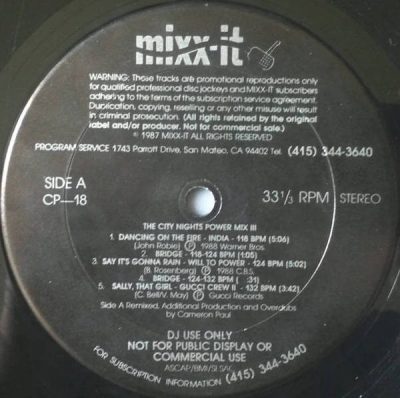 mixx-it
WARNING: These tracks are promotional reproductions only
for qualified professional disc jockeys and MIXX-IT subscribers
adhering to the terms of the subscription service agreement.
Duplication, copying, reselling or any other misuse will result
in criminal prosecution. (All rights retained by the original
label and/or producer. Not for commercial sale.)
© 1987 MIXX-IT ALL RIGHTS RESERVED
PROGRAM SERVICE 1743 Parrott Drive, San Mateo, CA 94402 Tel. (415) 344-3640
SIDE A
CP—18
33 1/3 RPM STEREO
THE CITY NIGHTS POWER MIX III
1. DANCING ON THE FIRE - INDIA - 118 BPM (5:06)
(John Robie) Ⓟ 1988 Warner Bros.
2. BRIDGE - 118-124 BPM (1:05)
3. SAY IT'S GONNA RAIN - WILL TO POWER - 124 BPM (5:02)
(B. Rosenberg) Ⓟ 1988 C.B.S.
4. BRIDGE - 124-132 BPM ( :31)
5. SALLY, THAT GIRL - GUCCI CREW II - 132 BPM (3:42)
(C. Bell/V. May) Ⓟ Gucci Records
Side A Remixed, Additional Production and Overdubs
by Cameron Paul
DJ USE ONLY
NOT FOR PUBLIC DISPLAY OR
COMMERCIAL USE
ASCAP/BMI/SESAC
FOR SUBSCRIPTION INFORMATION (415) 344-3640